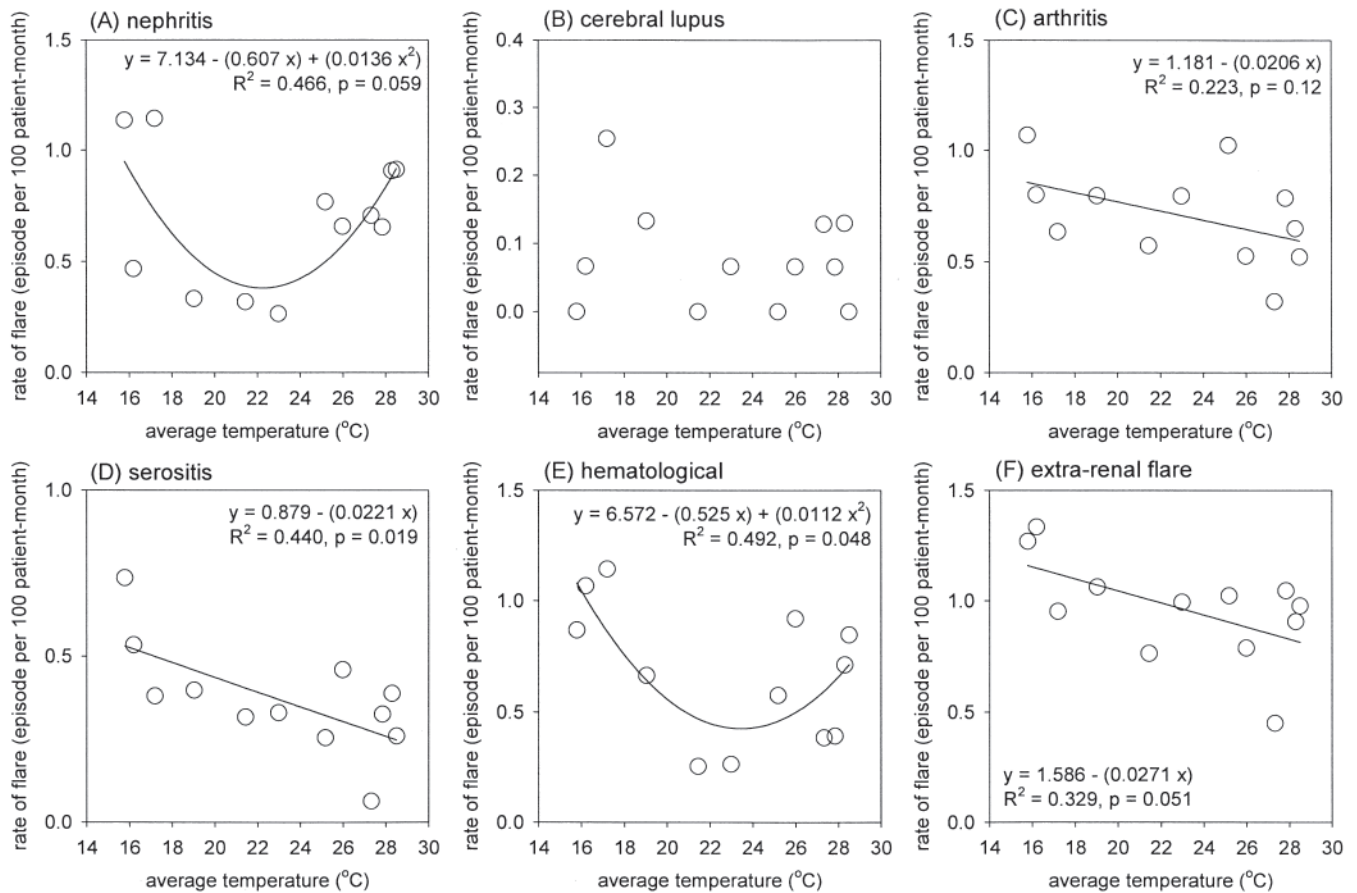 (A) nephritis
y = 7.134 - (0.607 x) + (0.0136 x²)
R² = 0.466, p = 0.059
rate of flare (episode per 100 patient-month)
1.5
1.0
0.5
0.0
14 16 18 20 22 24 26 28 30
average temperature (°C)
(B) cerebral lupus
rate of flare (episode per 100 patient-month)
0.4
0.3
0.2
0.1
0.0
14 16 18 20 22 24 26 28 30
average temperature (°C)
(C) arthritis
y = 1.181 - (0.0206 x)
R² = 0.223, p = 0.12
rate of flare (episode per 100 patient-month)
1.5
1.0
0.5
0.0
14 16 18 20 22 24 26 28 30
average temperature (°C)
(D) serositis
y = 0.879 - (0.0221 x)
R² = 0.440, p = 0.019
rate of flare (episode per 100 patient-month)
1.0
0.5
0.0
14 16 18 20 22 24 26 28 30
average temperature (°C)
(E) hematological
y = 6.572 - (0.525 x) + (0.0112 x²)
R² = 0.492, p = 0.048
rate of flare (episode per 100 patient-month)
1.5
1.0
0.5
0.0
14 16 18 20 22 24 26 28 30
average temperature (°C)
(F) extra-renal flare
rate of flare (episode per 100 patient-month)
1.5
1.0
0.5
0.0
y = 1.586 - (0.0271 x)
R² = 0.329, p = 0.051
14 16 18 20 22 24 26 28 30
average temperature (°C)